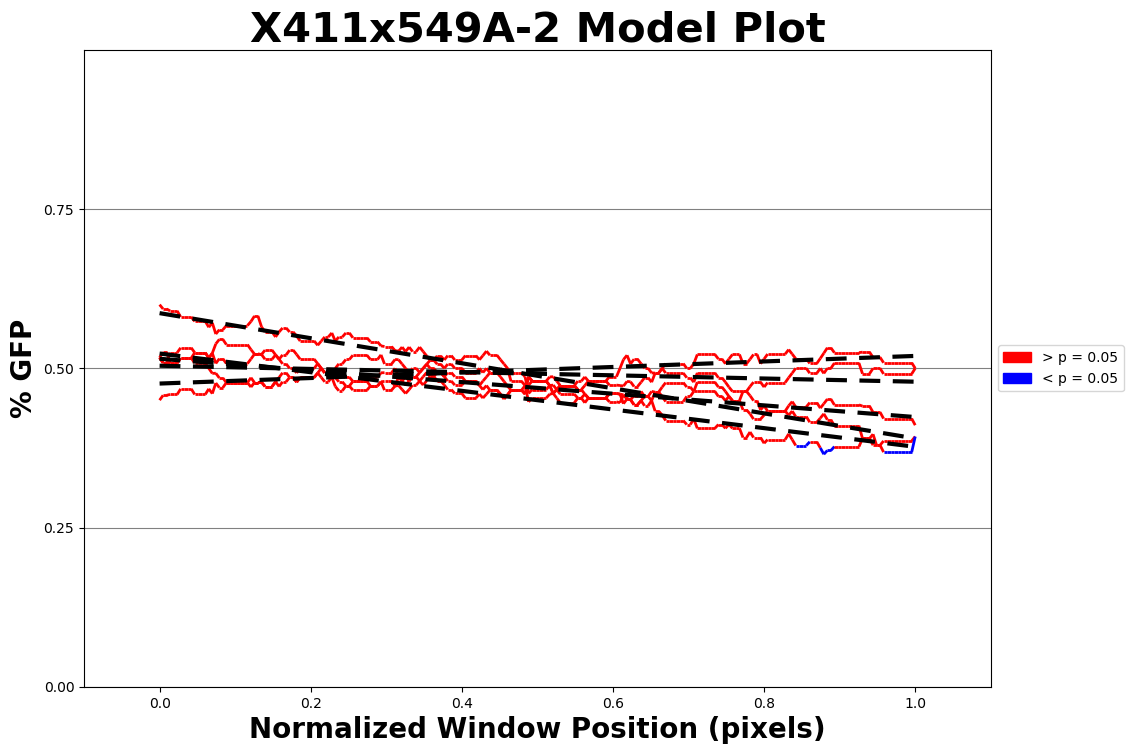 X411x549A-2 Model Plot
% GFP
0.75
0.50
0.25
0.00
> p = 0.05
< p = 0.05
0.0 0.2 0.4 0.6 0.8 1.0
Normalized Window Position (pixels)